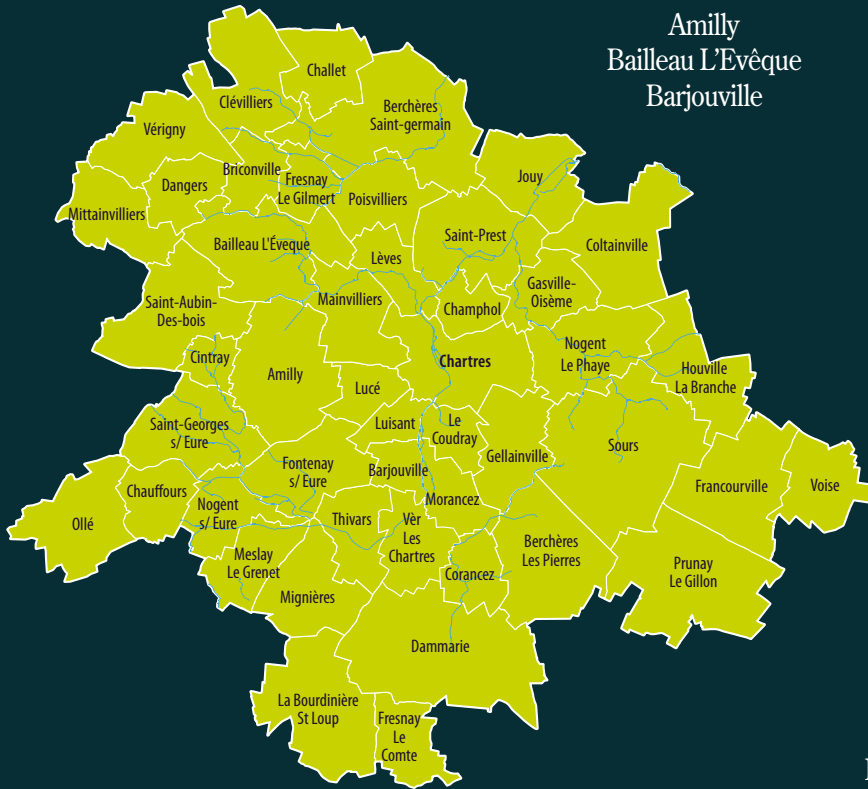 Amilly
Bailleau L'Evêque
Barjouville
Challet
Clévilliers
Berchères
Saint-germain
Vérigny
Briconville
Dangers
Fresnay
Le Gilmert
Poisvilliers
Jouy
Mittainvilliers
Bailleau L'Éveque
Lèves
Saint-Prest
Coltainville
Saint-Aubin-
Des-bois
Mainvilliers
Champhol
Gasville-
Oisème
Cintray
Amilly
Lucé
Chartres
Nogent
Le Phaye
Houville
La Branche
Saint-Georges
s/ Eure
Luisant
Le
Coudray
Gellainville
Sours
Fontenay
s/ Eure
Barjouville
Morancez
Francourville
Voise
Ollé
Chauffours
Nogent
s/ Eure
Thivars
Vèr
Les
Chartres
Berchères
Les Pierres
Meslay
Le Grenet
Mignières
Corancez
Prunay
Le Gillon
Dammarie
La Bourdinière
St Loup
Fresnay
Le
Comte